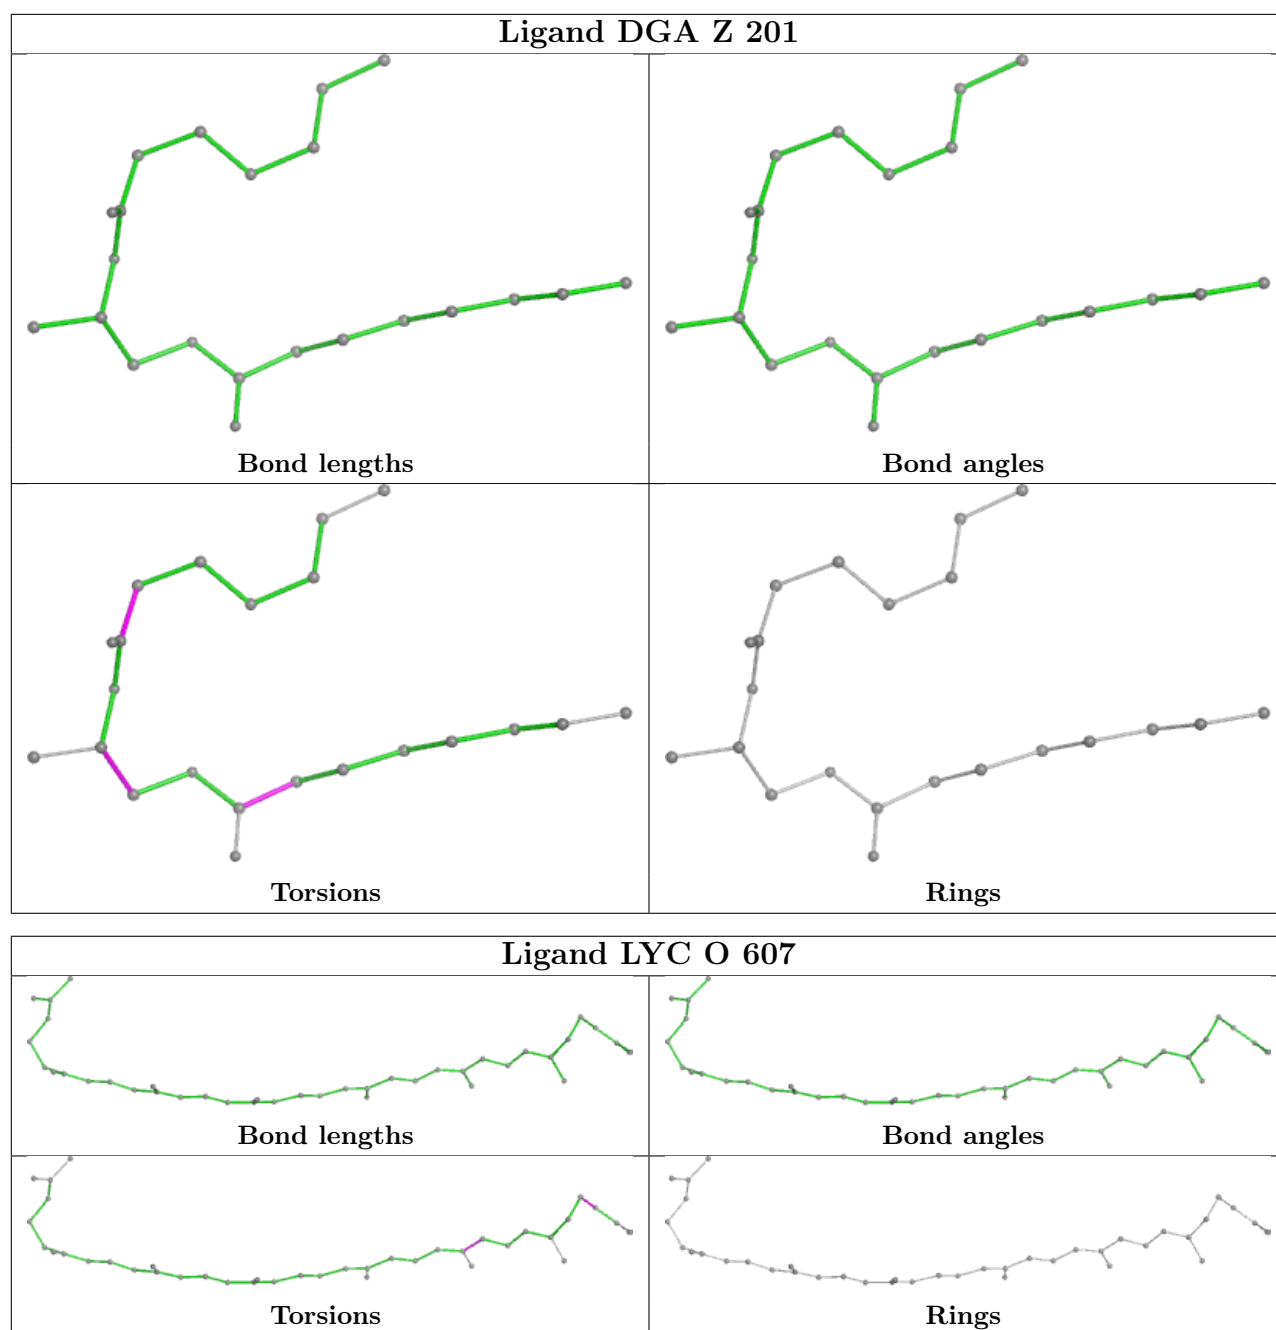 Ligand DGA Z 201
Bond lengths
Bond angles
Torsions
Rings
Ligand LYC O 607
Bond lengths
Bond angles
Torsions
Rings